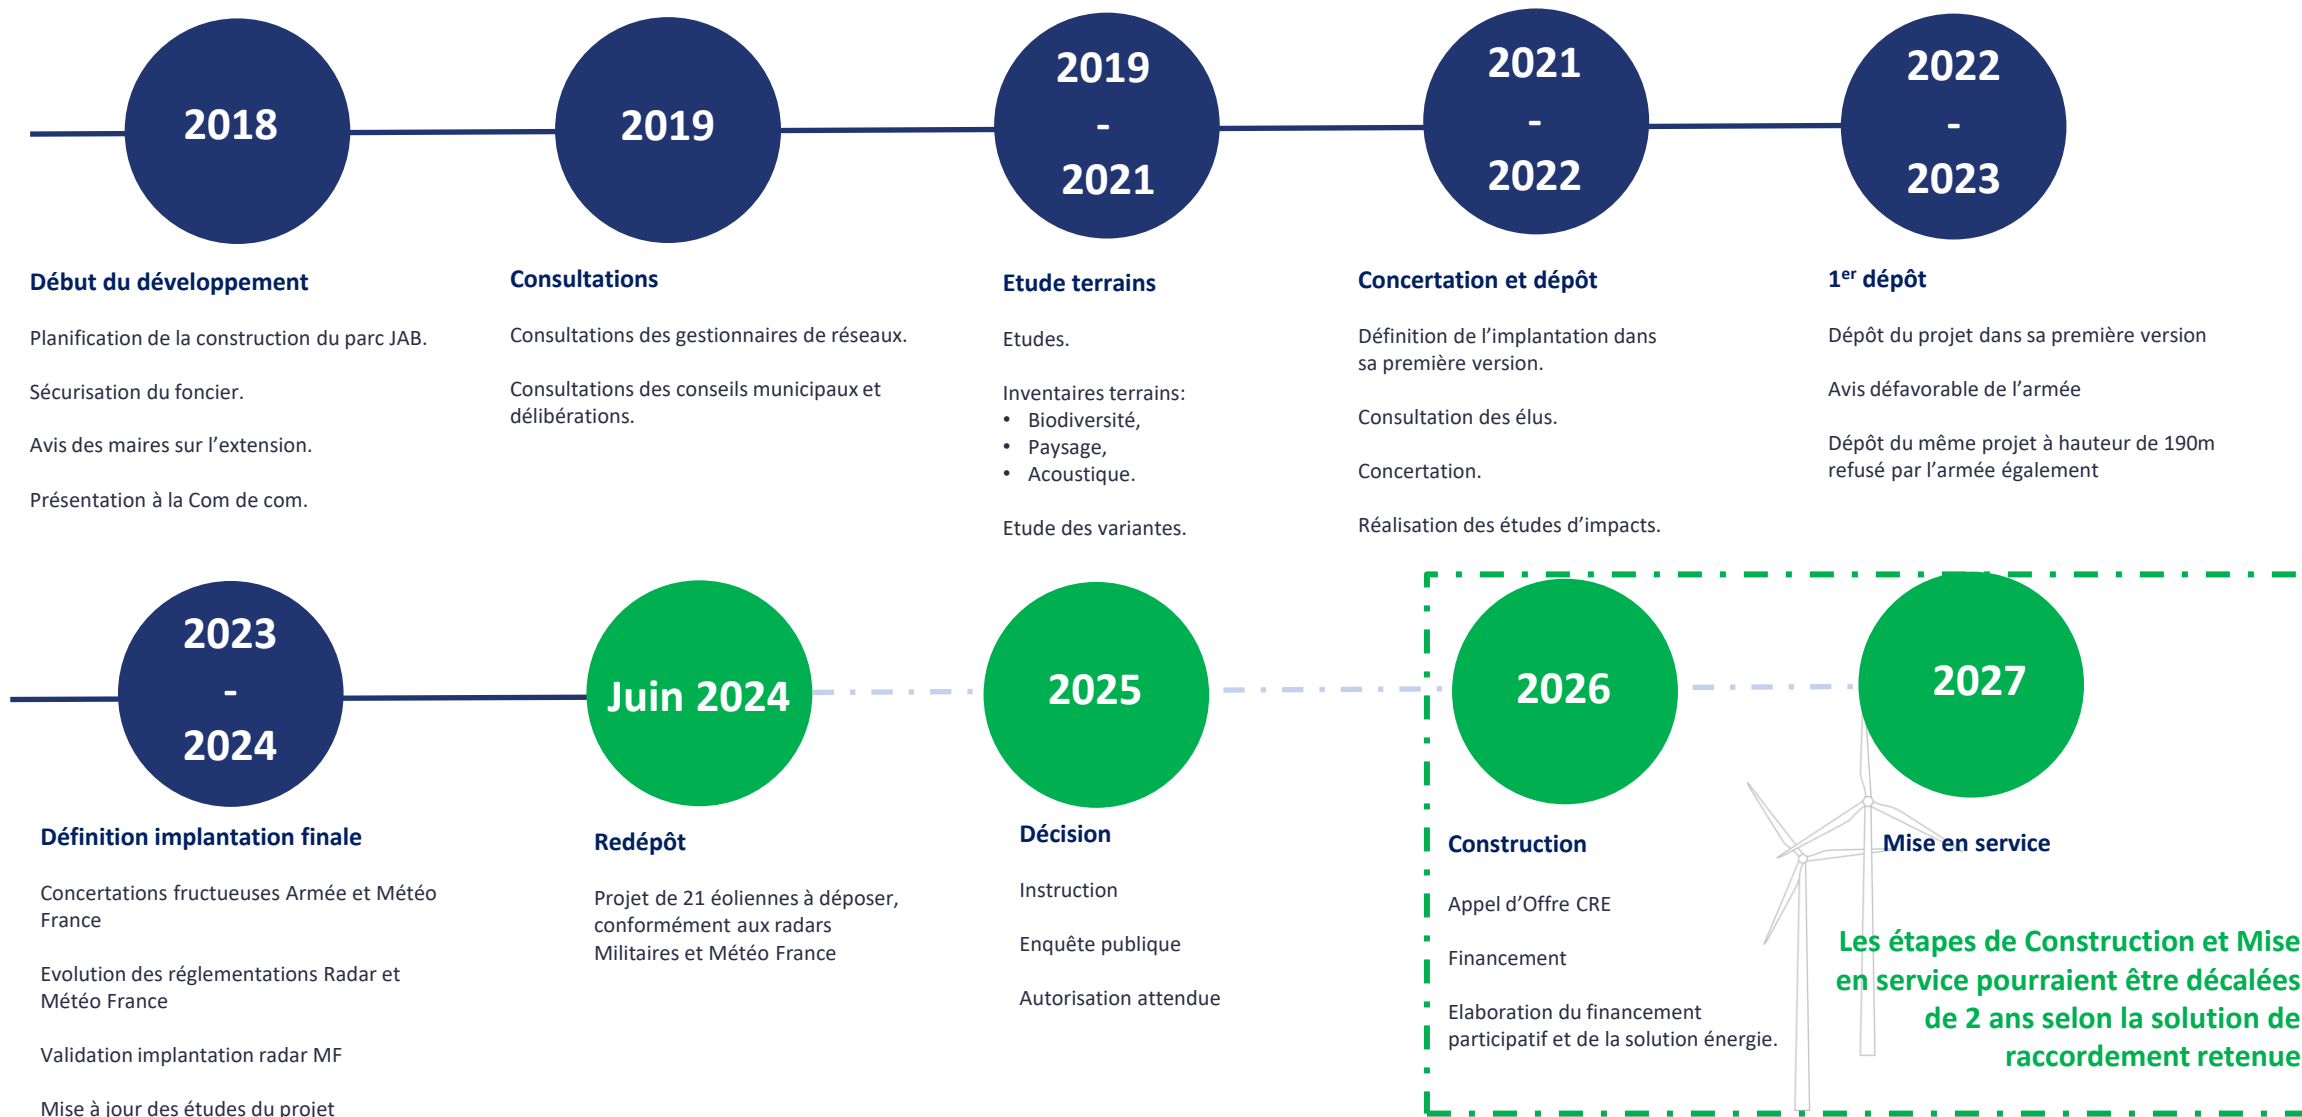 2018
Début du développement
Planification de la construction du parc JAB.
Sécurisation du foncier.
Avis des maires sur l’extension.
Présentation à la Com de com.
2019
Consultations
Consultations des gestionnaires de réseaux.
Consultations des conseils municipaux et
délibérations.
2019
-
2021
Etude terrains
Etudes.
Inventaires terrains:
• Biodiversité,
• Paysage,
• Acoustique.
Etude des variantes.
2021
-
2022
Concertation et dépôt
Définition de l’implantation dans
sa première version.
Consultation des élus.
Concertation.
Réalisation des études d’impacts.
2022
-
2023
1er dépôt
Dépôt du projet dans sa première version
Avis défavorable de l’armée
Dépôt du même projet à hauteur de 190m
refusé par l’armée également
2023
-
2024
Définition implantation finale
Concertations fructueuses Armée et Météo
France
Evolution des réglementations Radar et
Météo France
Validation implantation radar MF
Mise à jour des études du projet
Juin 2024
Redépôt
Projet de 21 éoliennes à déposer,
conformément aux radars
Militaires et Météo France
2025
Décision
Instruction
Enquête publique
Autorisation attendue
2026
Construction
Appel d’Offre CRE
Financement
Elaboration du financement
participatif et de la solution énergie.
2027
Mise en service
Les étapes de Construction et Mise
en service pourraient être décalées
de 2 ans selon la solution de
raccordement retenue